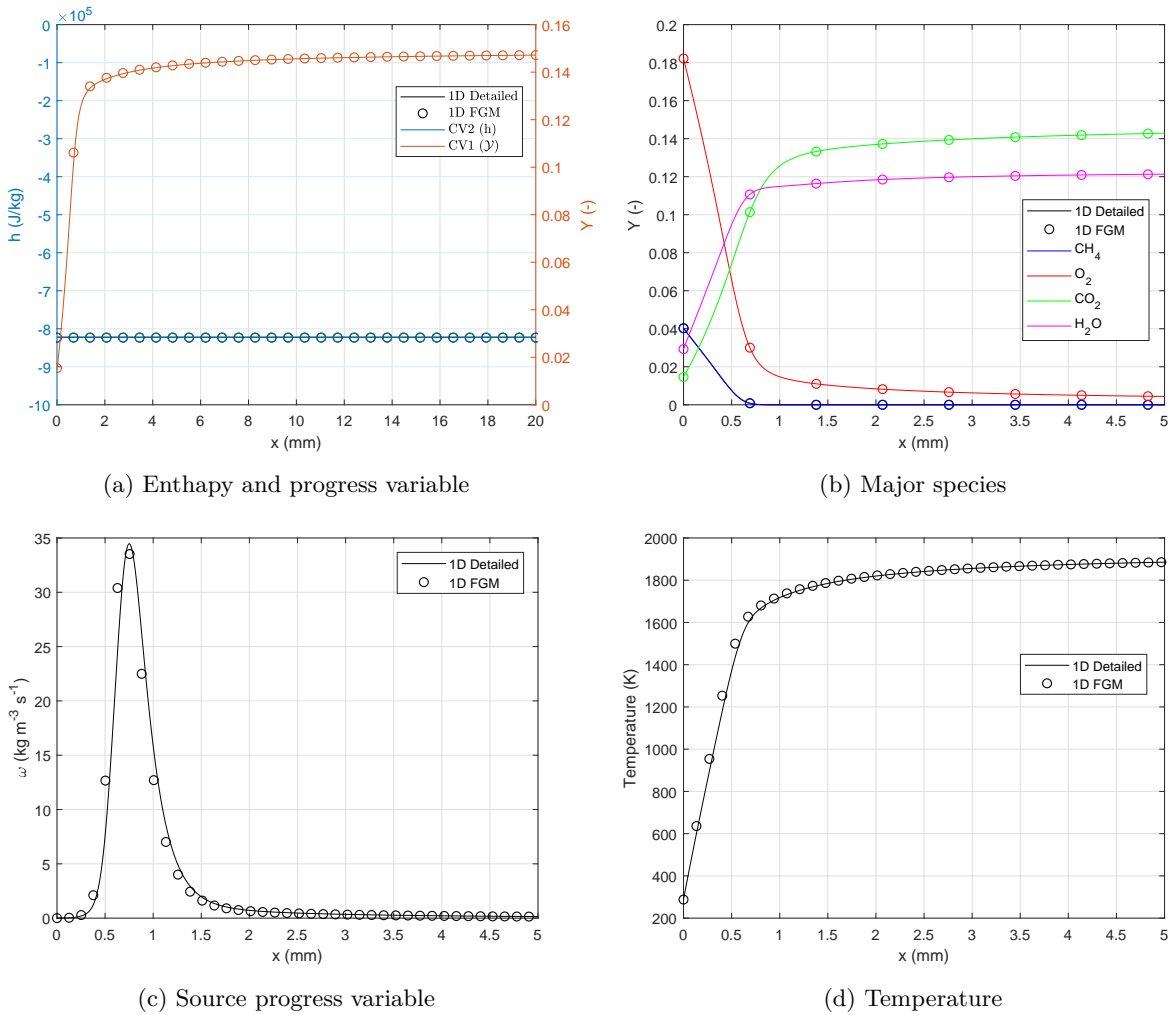 ×10⁵
0
-1
-2
-3
-4
-5
-6
-7
-8
-9
-10
h (J/kg)
0 2 4 6 8 10 12 14 16 18 20
x (mm)
0.16
0.14
0.12
0.1
0.08
0.06
0.04
0.02
0
Y (-)
1D Detailed
1D FGM
CV2 (h)
CV1 (𝒴)
(a) Enthapy and progress variable
0.2
0.18
0.16
0.14
0.12
0.1
0.08
0.06
0.04
0.02
0
Y (-)
0 0.5 1 1.5 2 2.5 3 3.5 4 4.5 5
x (mm)
1D Detailed
1D FGM
CH₄
O₂
CO₂
H₂O
(b) Major species
35
30
25
20
15
10
5
0
ω (kg m⁻³ s⁻¹)
0 0.5 1 1.5 2 2.5 3 3.5 4 4.5 5
x (mm)
1D Detailed
1D FGM
(c) Source progress variable
2000
1800
1600
1400
1200
1000
800
600
400
200
Temperature (K)
0 0.5 1 1.5 2 2.5 3 3.5 4 4.5 5
x (mm)
1D Detailed
1D FGM
(d) Temperature